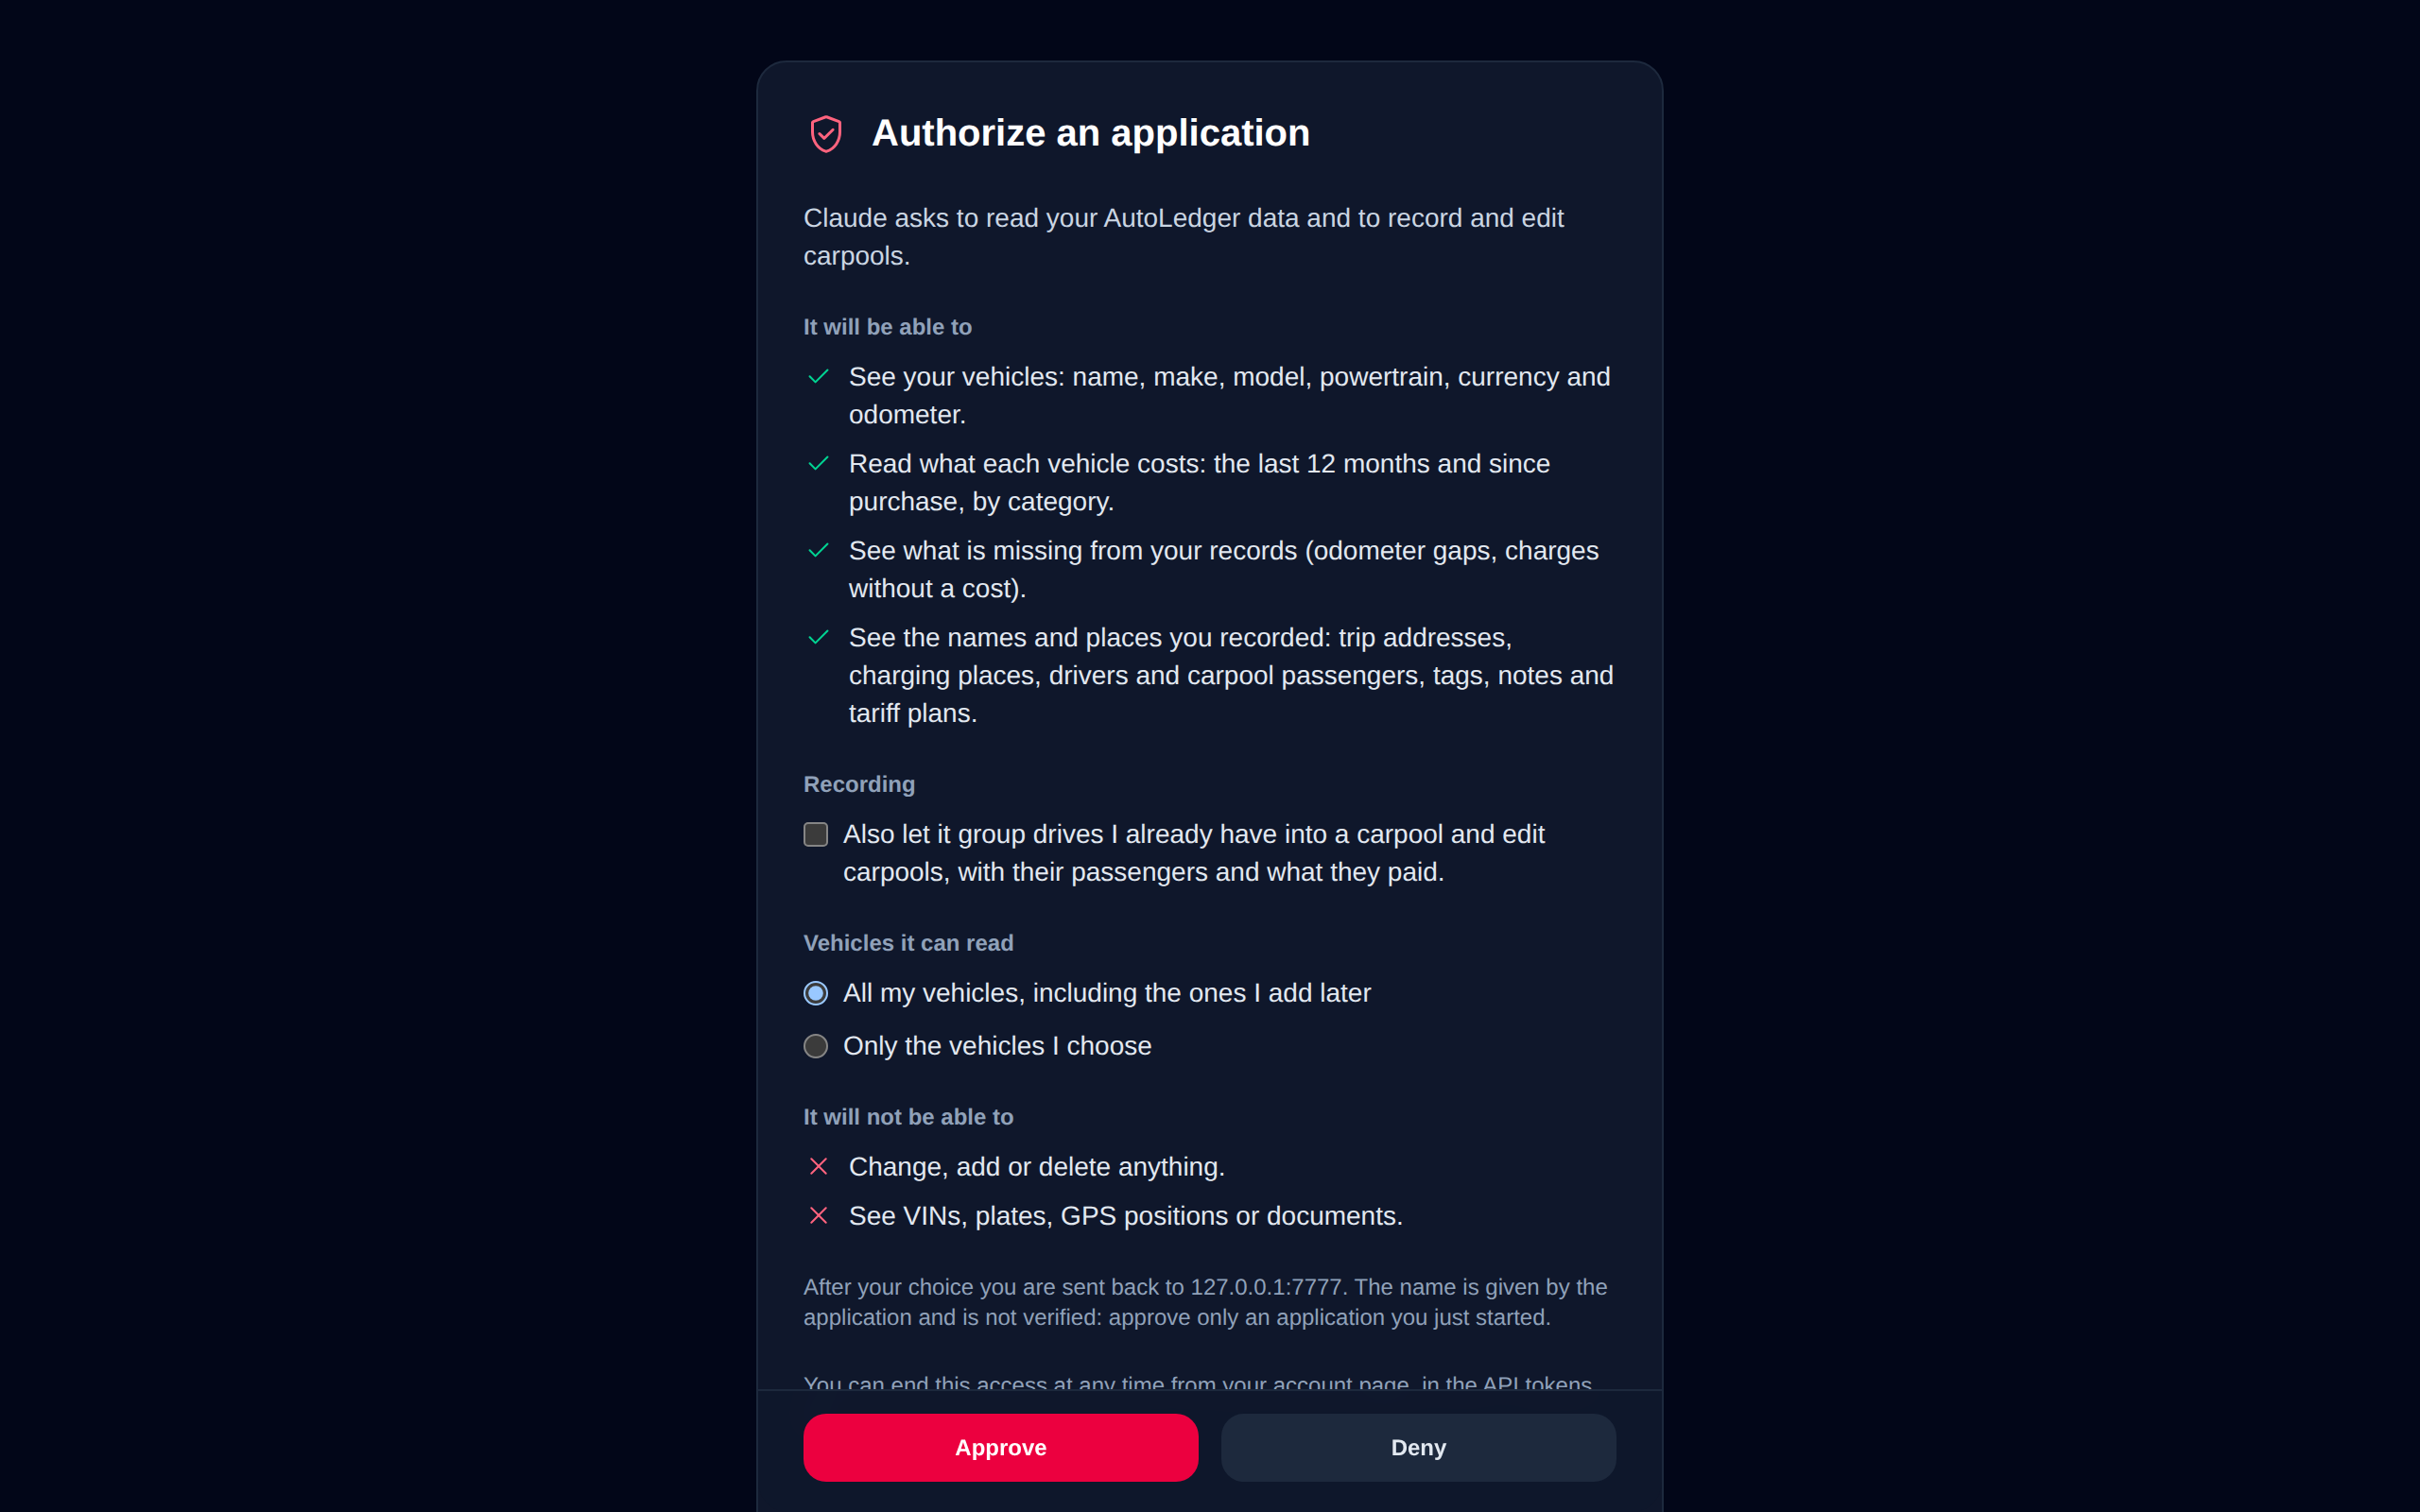 Authorize an application
Claude asks to read your AutoLedger data and to record and edit
carpools.
It will be able to
See your vehicles: name, make, model, powertrain, currency and
odometer.
Read what each vehicle costs: the last 12 months and since
purchase, by category.
See what is missing from your records (odometer gaps, charges
without a cost).
See the names and places you recorded: trip addresses,
charging places, drivers and carpool passengers, tags, notes and
tariff plans.
Recording
Also let it group drives I already have into a carpool and edit
carpools, with their passengers and what they paid.
Vehicles it can read
All my vehicles, including the ones I add later
Only the vehicles I choose
It will not be able to
Change, add or delete anything.
See VINs, plates, GPS positions or documents.
After your choice you are sent back to 127.0.0.1:7777. The name is given by the
application and is not verified: approve only an application you just started.
You can end this access at any time from your account page, in the API tokens
Approve
Deny